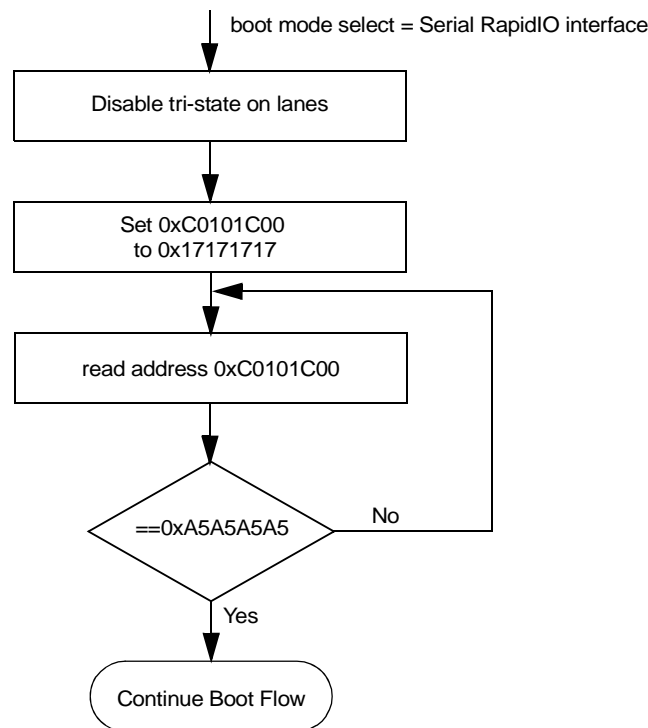 boot mode select = Serial RapidIO interface
Disable tri-state on lanes
Set 0xC0101C00
to 0x17171717
read address 0xC0101C00
==0xA5A5A5A5
No
Yes
Continue Boot Flow